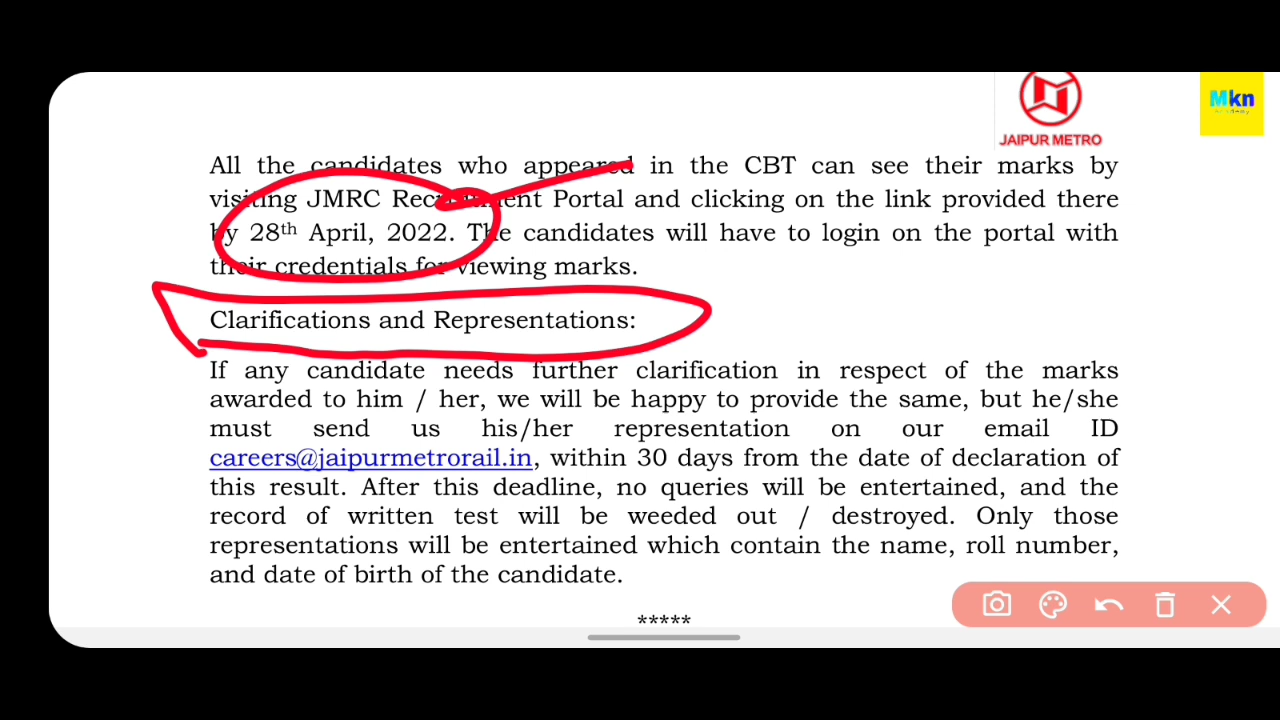 JAIPUR METRO
Mkn
Academy
All the candidates who appeared in the CBT can see their marks by
visiting JMRC Recruitment Portal and clicking on the link provided there
by 28th April, 2022. The candidates will have to login on the portal with
their credentials for viewing marks.
Clarifications and Representations:
If any candidate needs further clarification in respect of the marks
awarded to him / her, we will be happy to provide the same, but he/she
must send us his/her representation on our email ID
careers@jaipurmetrorail.in, within 30 days from the date of declaration of
this result. After this deadline, no queries will be entertained, and the
record of written test will be weeded out / destroyed. Only those
representations will be entertained which contain the name, roll number,
and date of birth of the candidate.
*****